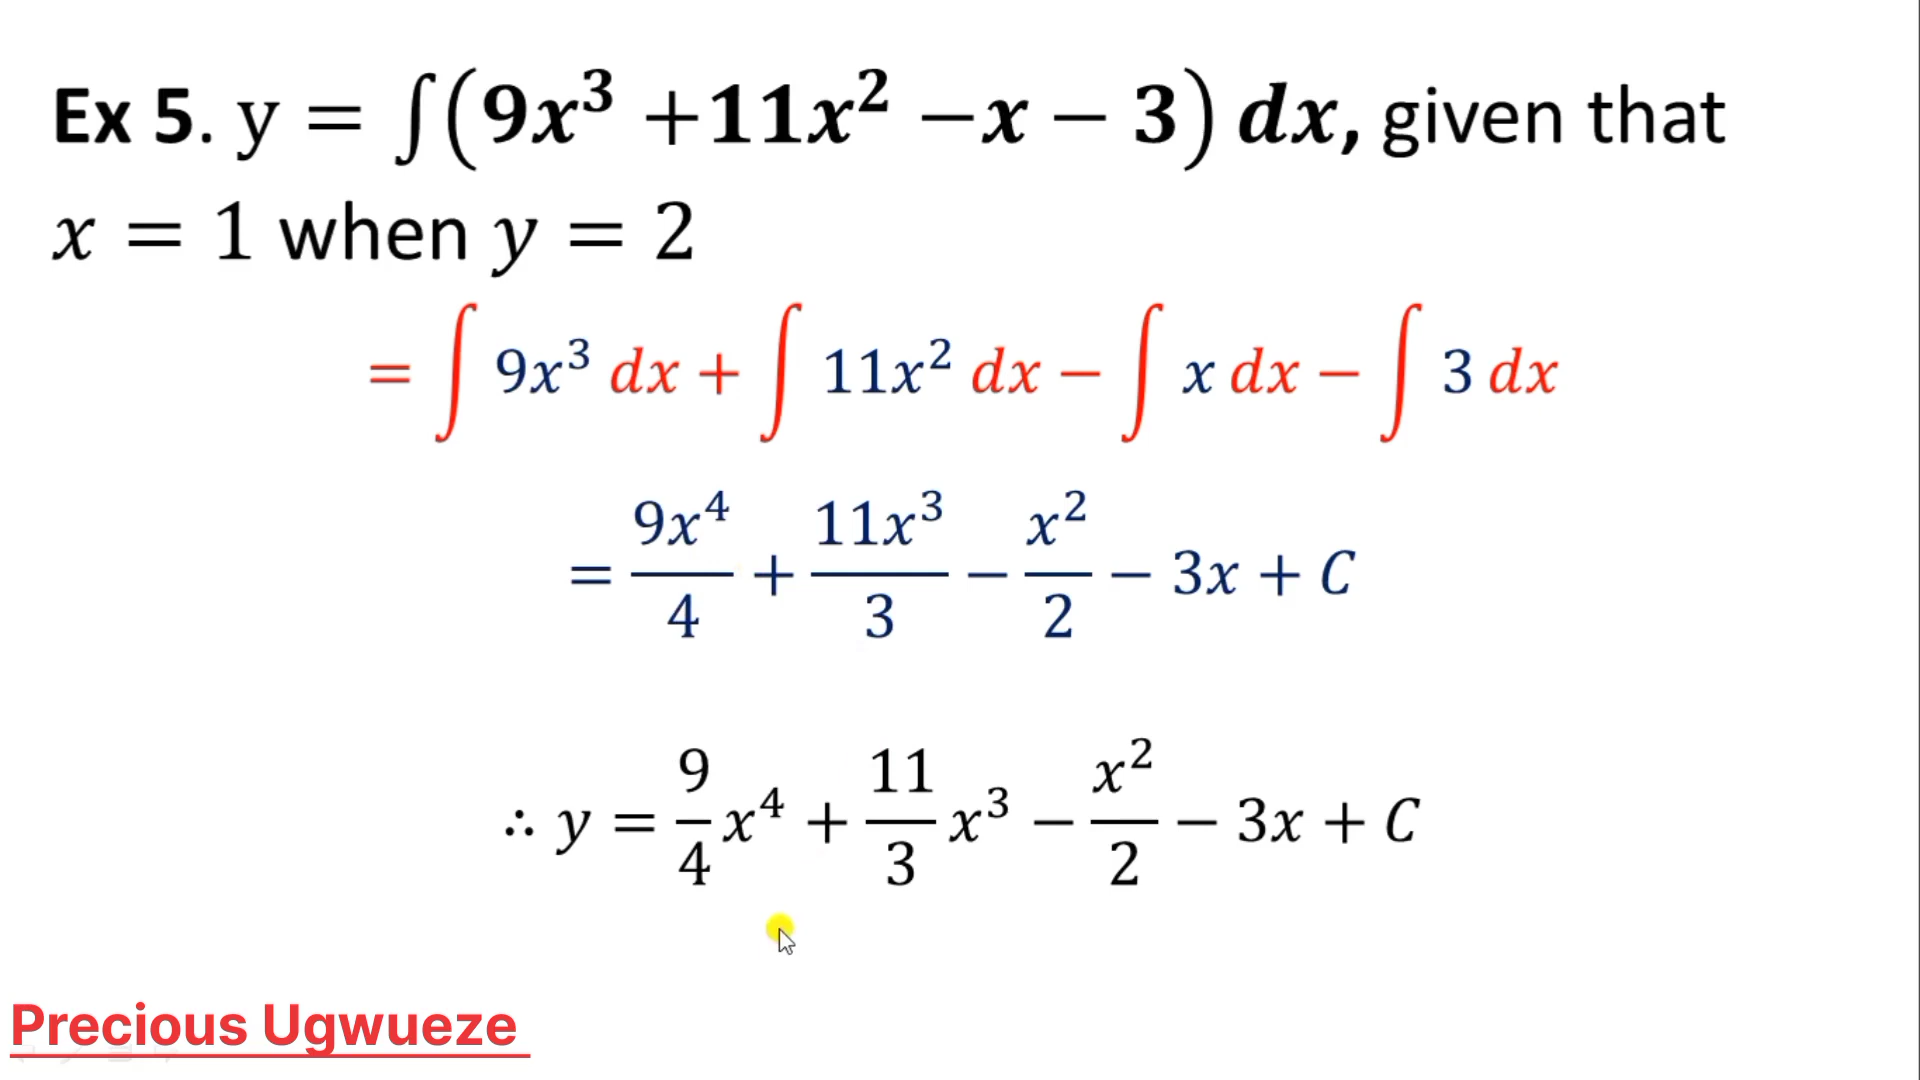 Ex 5. y = ∫(9x³ +11x² −x − 3) dx, given that
x = 1 when y = 2
= ∫ 9x³ dx + ∫ 11x² dx − ∫ x dx − ∫ 3 dx
= 9x⁴/4 + 11x³/3 − x²/2 − 3x + C
∴ y = 9/4 x⁴ + 11/3 x³ − x²/2 − 3x + C
Precious Ugwueze